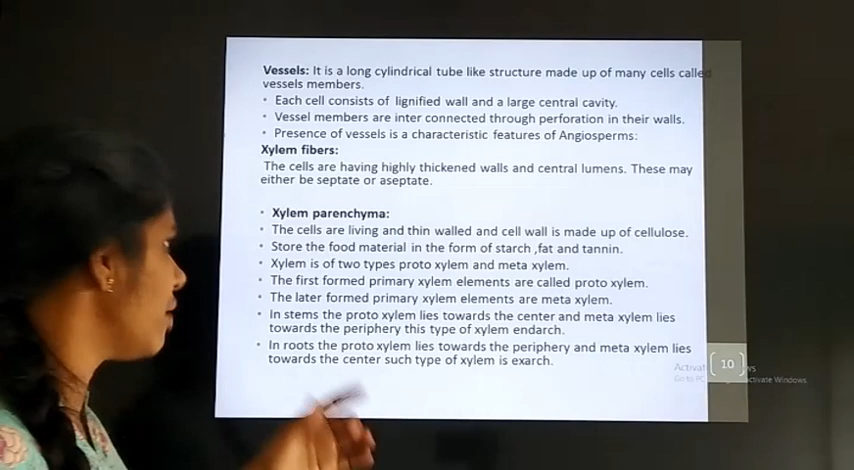 Vessels: It is a long cylindrical tube like structure made up of many cells called
vessels members.
• Each cell consists of lignified wall and a large central cavity.
• Vessel members are inter connected through perforation in their walls.
• Presence of vessels is a characteristic features of Angiosperms:
Xylem fibers:
The cells are having highly thickened walls and central lumens. These may
either be septate or aseptate.
• Xylem parenchyma:
• The cells are living and thin walled and cell wall is made up of cellulose.
• Store the food material in the form of starch ,fat and tannin.
• Xylem is of two types proto xylem and meta xylem.
• The first formed primary xylem elements are called proto xylem.
• The later formed primary xylem elements are meta xylem.
• In stems the proto xylem lies towards the center and meta xylem lies
towards the periphery this type of xylem endarch.
• In roots the proto xylem lies towards the periphery and meta xylem lies
towards the center such type of xylem is exarch.
10
Activat ws
Go to PC ctivate Windows